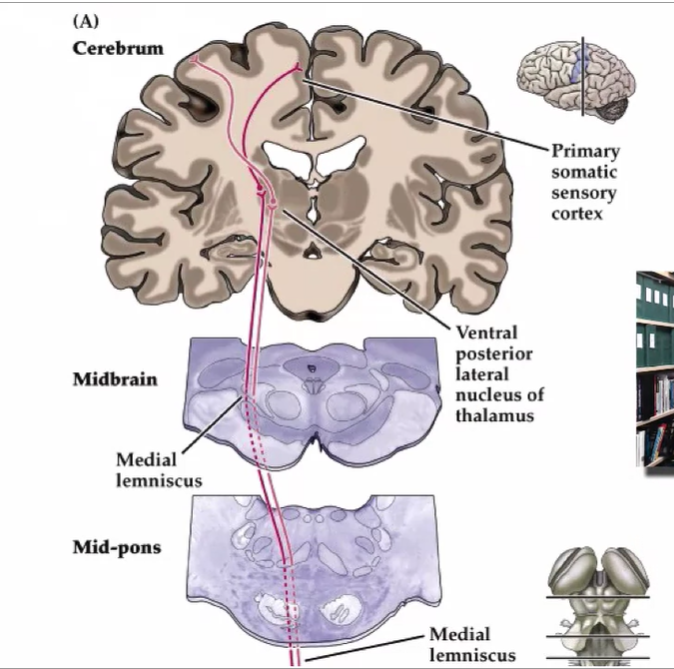 (A)
Cerebrum
Primary
somatic
sensory
cortex
Ventral
posterior
lateral
nucleus of
thalamus
Midbrain
Medial
lemniscus
Mid-pons
Medial
lemniscus